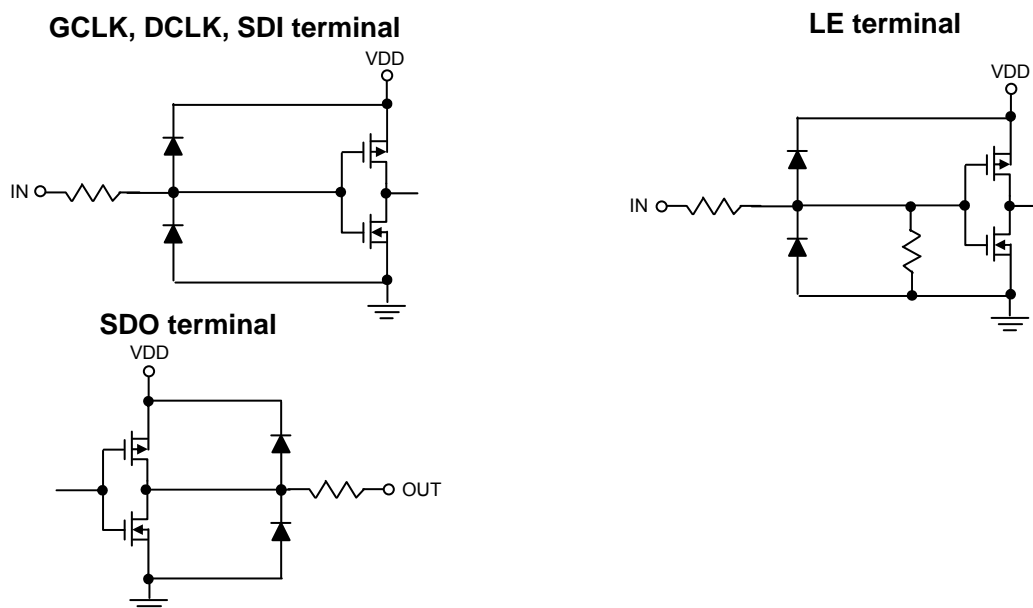 GCLK, DCLK, SDI terminal
VDD
IN
LE terminal
VDD
IN
SDO terminal
VDD
OUT